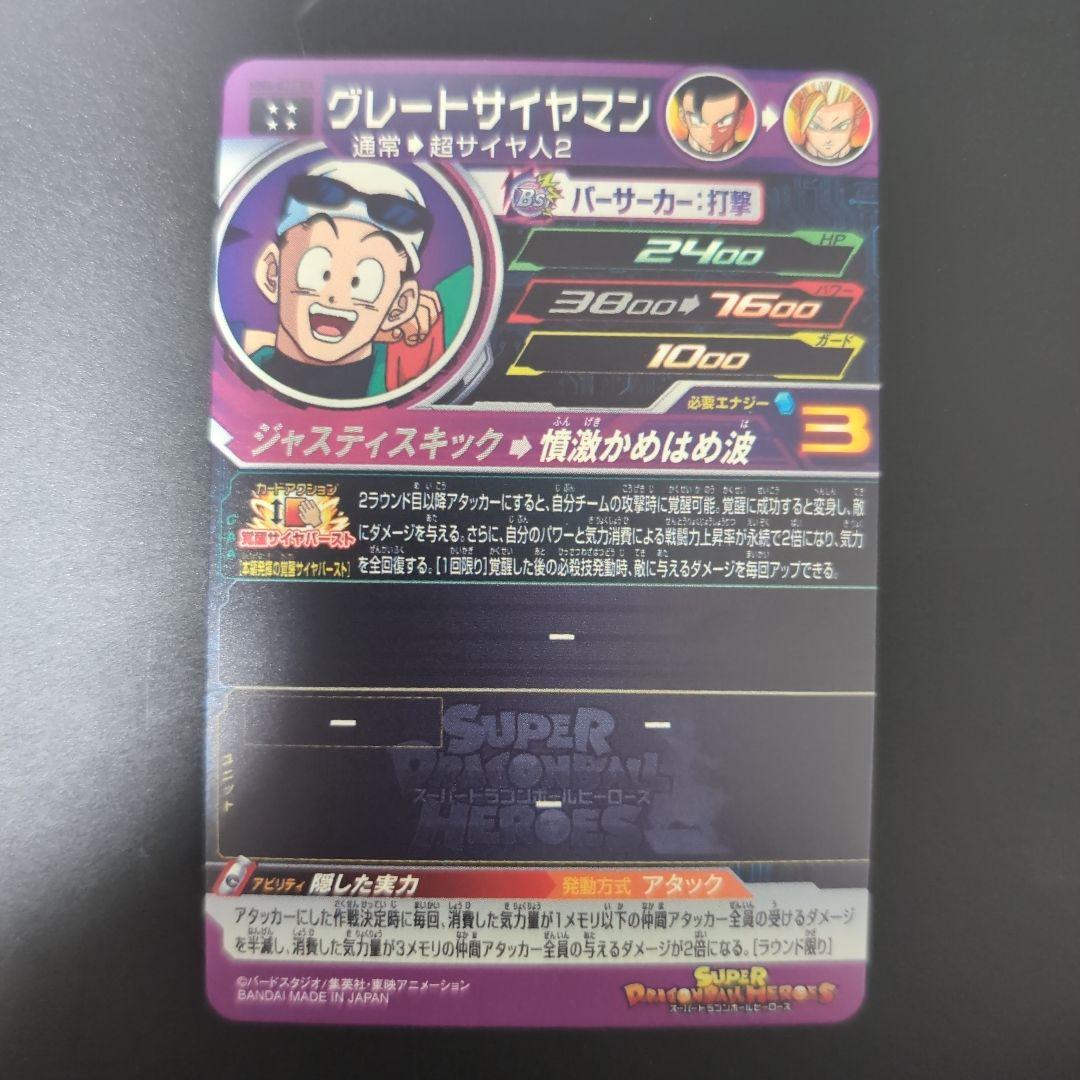 グレートサイヤマン
通常➡超サイヤ人2
Bs バーサーカー:打撃
HP
2400
パワー
3800➡7600
ガード
1000
必要エナジー 3
ジャスティスキック➡憤激かめはめ波
カードアクション
覚醒サイヤバースト
[本領発揮の覚醒サイヤバースト]
CAA
2ラウンド目以降アタッカーにすると、自分チームの攻撃時に覚醒可能。覚醒に成功すると変身し、敵
にダメージを与える。さらに、自分のパワーと気力消費による戦闘力上昇率が永続で2倍になり、気力
を全回復する。[1回限り]覚醒した後の必殺技発動時、敵に与えるダメージを毎回アップできる。
ー
ユニット
ー ー
ー
SUPER
DRAGONBALL
スーパードラゴンボールヒーローズ
HEROES
アビリティ 隠した実力 発動方式 アタック
アタッカーにした作戦決定時に毎回、消費した気力量が1メモリ以下の仲間アタッカー全員の受けるダメージ
を半減し、消費した気力量が3メモリの仲間アタッカー全員の与えるダメージが2倍になる。[ラウンド限り]
©バードスタジオ/集英社・東映アニメーション
BANDAI MADE IN JAPAN
SUPER
DRAGONBALL HEROES
スーパードラゴンボールヒーローズ